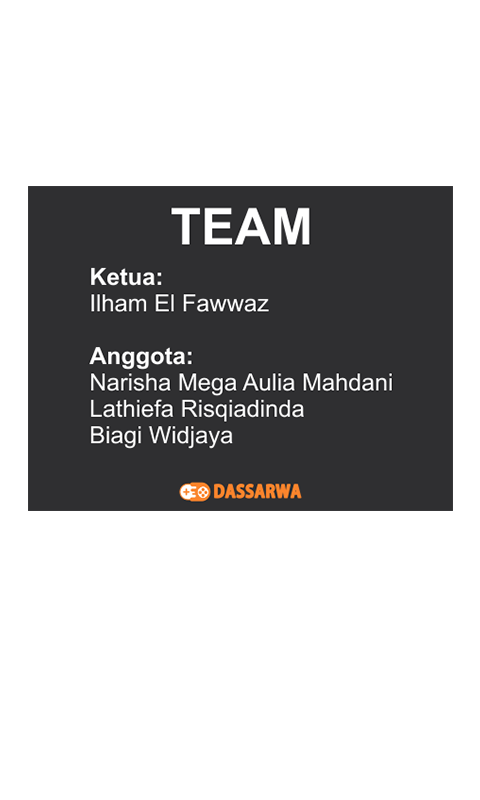 TEAM
Ketua:
Ilham El Fawwaz
Anggota:
Narisha Mega Aulia Mahdani
Lathiefa Risqiadinda
Biagi Widjaya
DASSARWA